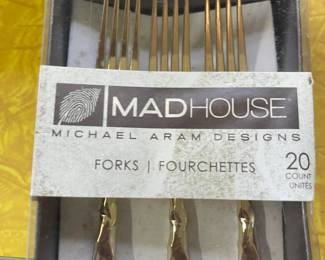 MADHOUSE
MICHAEL ARAM DESIGNS
FORKS | FOURCHETTES
20
COUNT
UNITÉS